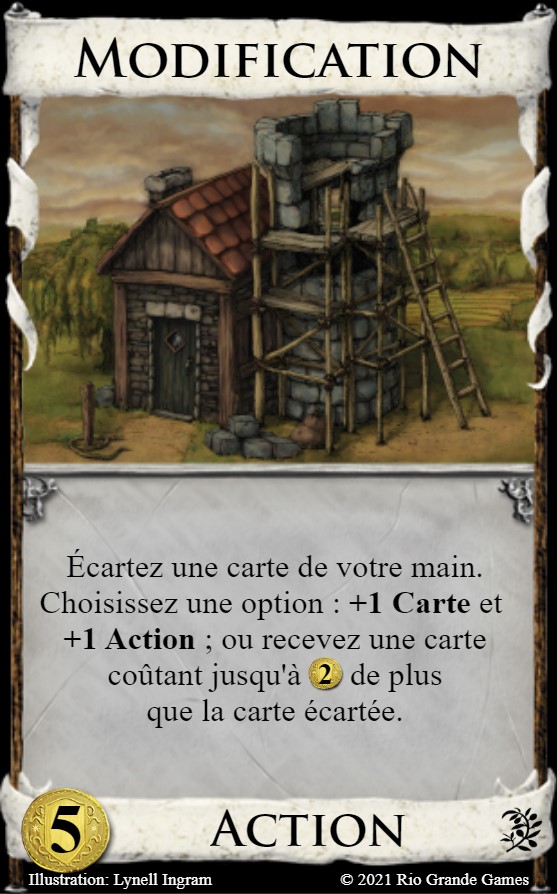 MODIFICATION
Écartez une carte de votre main.
Choisissez une option : +1 Carte et
+1 Action ; ou recevez une carte
coûtant jusqu'à 2 de plus
que la carte écartée.
5
ACTION
Illustration: Lynell Ingram
© 2021 Rio Grande Games